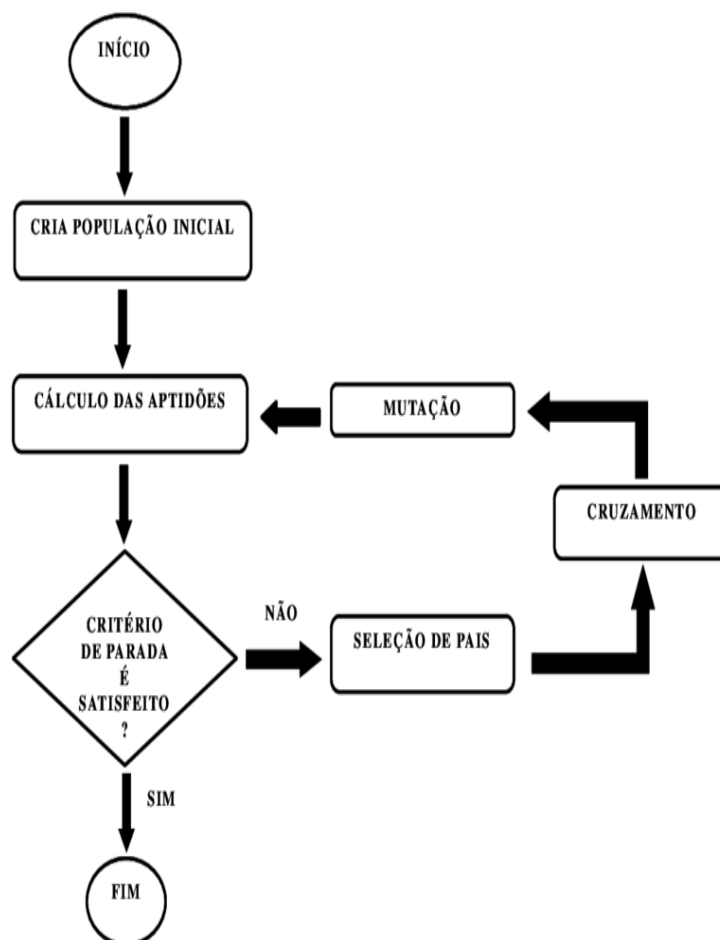 INÍCIO
CRIA POPULAÇÃO INICIAL
CÁLCULO DAS APTIDÕES
MUTAÇÃO
CRUZAMENTO
CRITÉRIO
DE PARADA
É
SATISFEITO
?
NÃO
SELEÇÃO DE PAIS
SIM
FIM